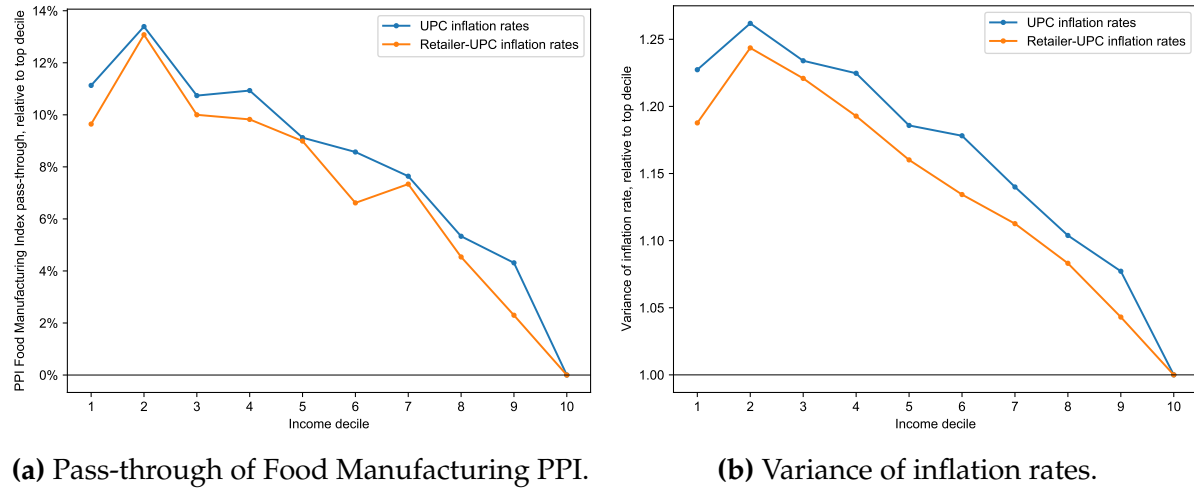 14%
12%
10%
8%
6%
4%
2%
0%
PPI Food Manufacturing Index pass-through, relative to top decile
UPC inflation rates
Retailer-UPC inflation rates
1 2 3 4 5 6 7 8 9 10
Income decile
(a) Pass-through of Food Manufacturing PPI.
1.25
1.20
1.15
1.10
1.05
1.00
Variance of inflation rate, relative to top decile
UPC inflation rates
Retailer-UPC inflation rates
1 2 3 4 5 6 7 8 9 10
Income decile
(b) Variance of inflation rates.